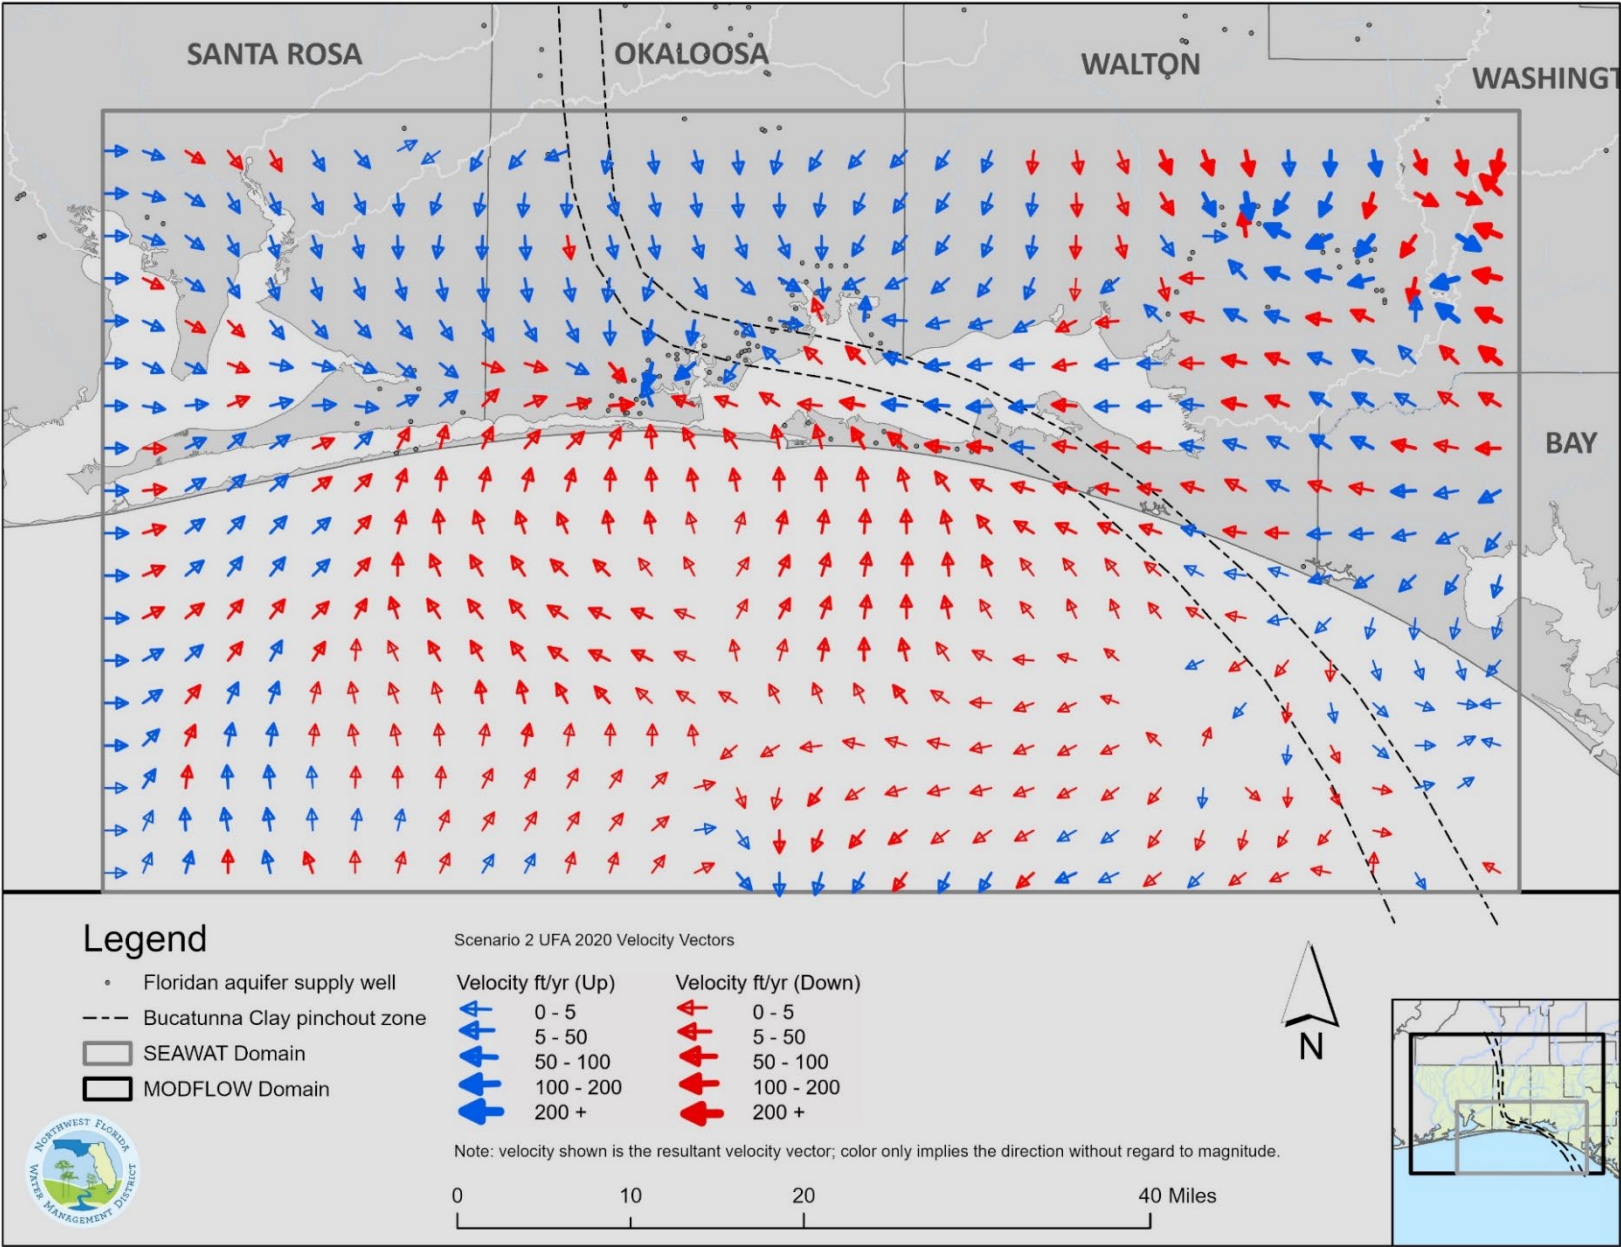 SANTA ROSA
OKALOOSA
WALTON
WASHINGT
BAY
Legend
Floridan aquifer supply well
Bucatunna Clay pinchout zone
SEAWAT Domain
MODFLOW Domain
Scenario 2 UFA 2020 Velocity Vectors
Velocity ft/yr (Up)
0 - 5
5 - 50
50 - 100
100 - 200
200 +
Velocity ft/yr (Down)
0 - 5
5 - 50
50 - 100
100 - 200
200 +
Note: velocity shown is the resultant velocity vector; color only implies the direction without regard to magnitude.
0 10 20 40 Miles
N
NORTHWEST FLORIDA
WATER MANAGEMENT DISTRICT